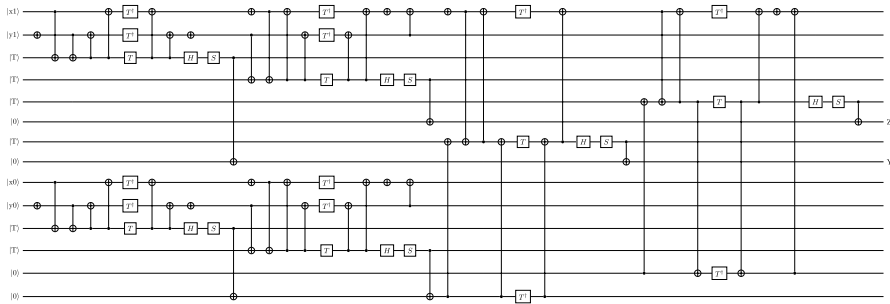 |x1⟩ T† T† T† T†
|y1⟩ T† T†
|T⟩ T H S
|T⟩ T H S
|T⟩ T H S
|0⟩
|T⟩ T H S
|0⟩ Y
|x0⟩ T† T†
|y0⟩ T† T†
|T⟩ T H S
|T⟩ T H S
|0⟩ T†
|0⟩ T†